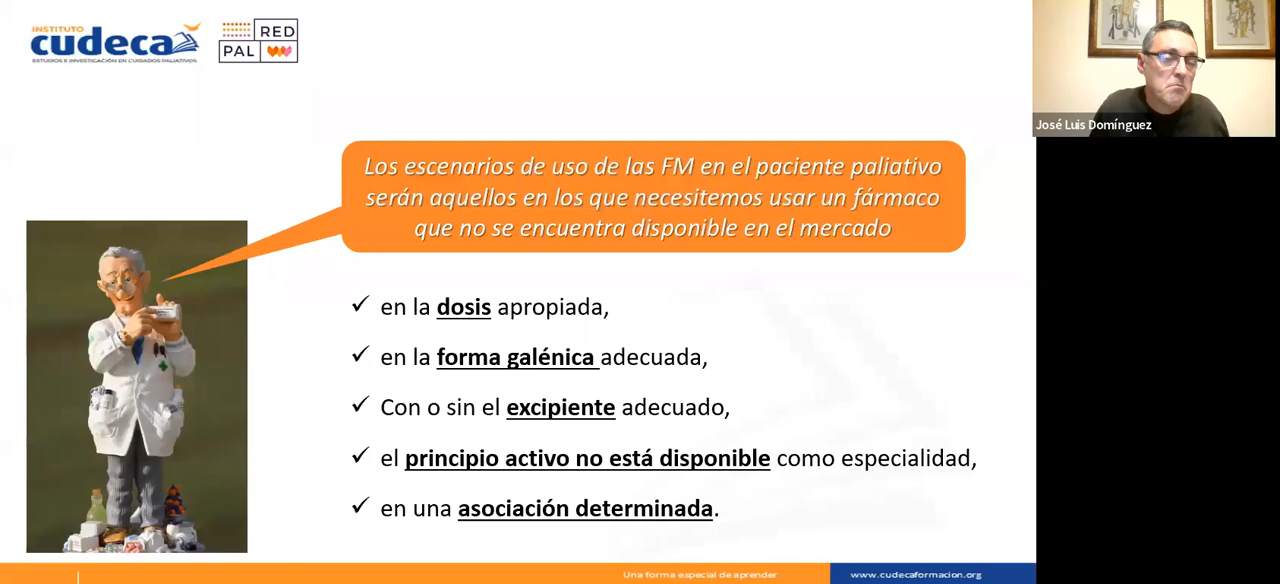 INSTITUTO
cudeca
ESTUDIOS E INVESTIGACIÓN EN CUIDADOS PALIATIVOS
RED
PAL
José Luis Domínguez
Los escenarios de uso de las FM en el paciente paliativo
serán aquellos en los que necesitemos usar un fármaco
que no se encuentra disponible en el mercado
✓ en la dosis apropiada,
✓ en la forma galénica adecuada,
✓ Con o sin el excipiente adecuado,
✓ el principio activo no está disponible como especialidad,
✓ en una asociación determinada.
Una forma especial de aprender
www.cudecaformacion.org